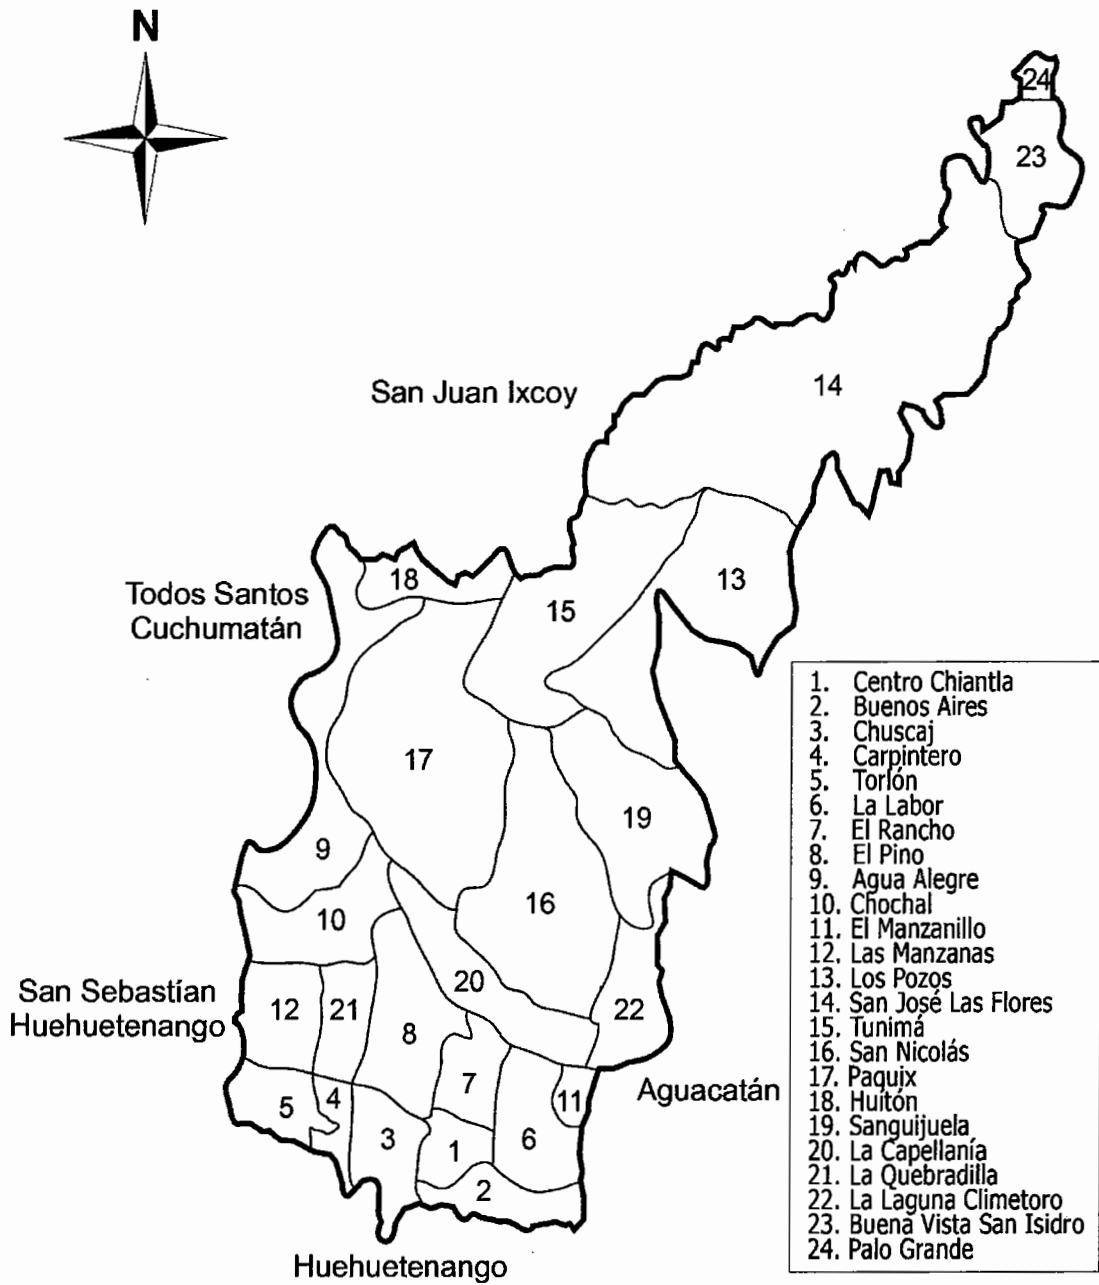 N
24
23
14
San Juan Ixcoy
13
18
15
Todos Santos
Cuchumatán
17
19
9
16
10
20
San Sebastían
Huehuetenango
12
21
22
8
7
11
Aguacatán
5
4
3
1
6
2
Huehuetenango
1. Centro Chiantla
2. Buenos Aires
3. Chuscaj
4. Carpintero
5. Torlón
6. La Labor
7. El Rancho
8. El Pino
9. Agua Alegre
10. Chochal
11. El Manzanillo
12. Las Manzanas
13. Los Pozos
14. San José Las Flores
15. Tunimá
16. San Nicolás
17. Paquix
18. Huitón
19. Sanguijuela
20. La Capellanía
21. La Quebradilla
22. La Laguna Climetoro
23. Buena Vista San Isidro
24. Palo Grande